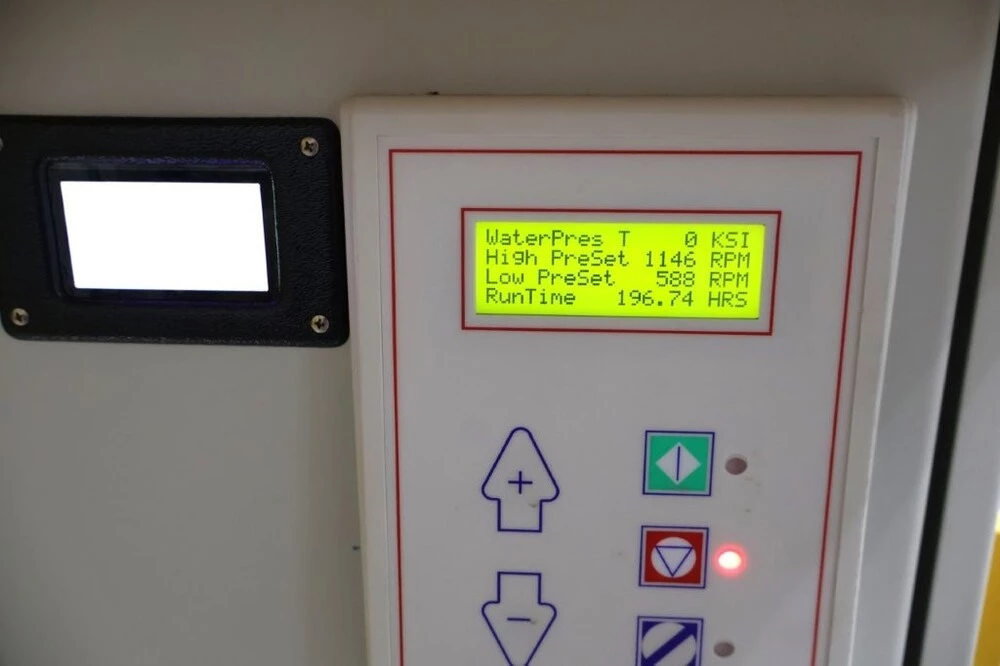 WaterPres T 0 KSI
High PreSet 1146 RPM
Low PreSet 588 RPM
RunTime 196.74 HRS
+
-